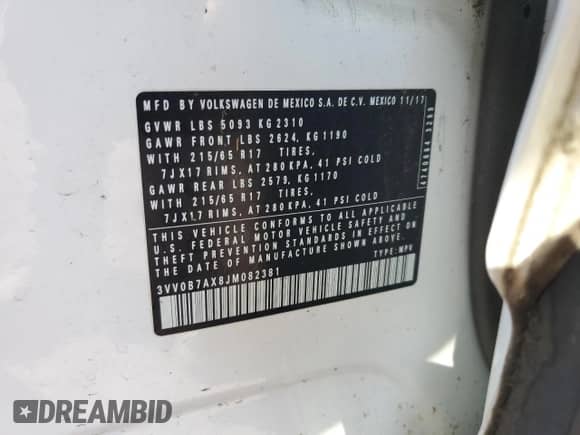 MFD BY VOLKSWAGEN DE MEXICO S.A. DE C.V. MEXICO 11/17
GVWR LBS 5093 KG 2310
GAWR FRONT LBS 2624, KG 1190
WITH 215/65 R17 TIRES,
7JX17 RIMS, AT 280 KPA, 41 PSI COLD
GAWR REAR LBS 2579, KG 1170
WITH 215/65 R17 TIRES,
7JX17 RIMS, AT 280 KPA, 41 PSI COLD
THIS VEHICLE CONFORMS TO ALL APPLICABLE
U.S. FEDERAL MOTOR VEHICLE SAFETY AND
THEFT PREVENTION STANDARDS IN EFFECT ON
DATE OF MANUFACTURE SHOWN ABOVE.
TYPE: MPV
3VV0B7AX8JM082381
DREAMBID